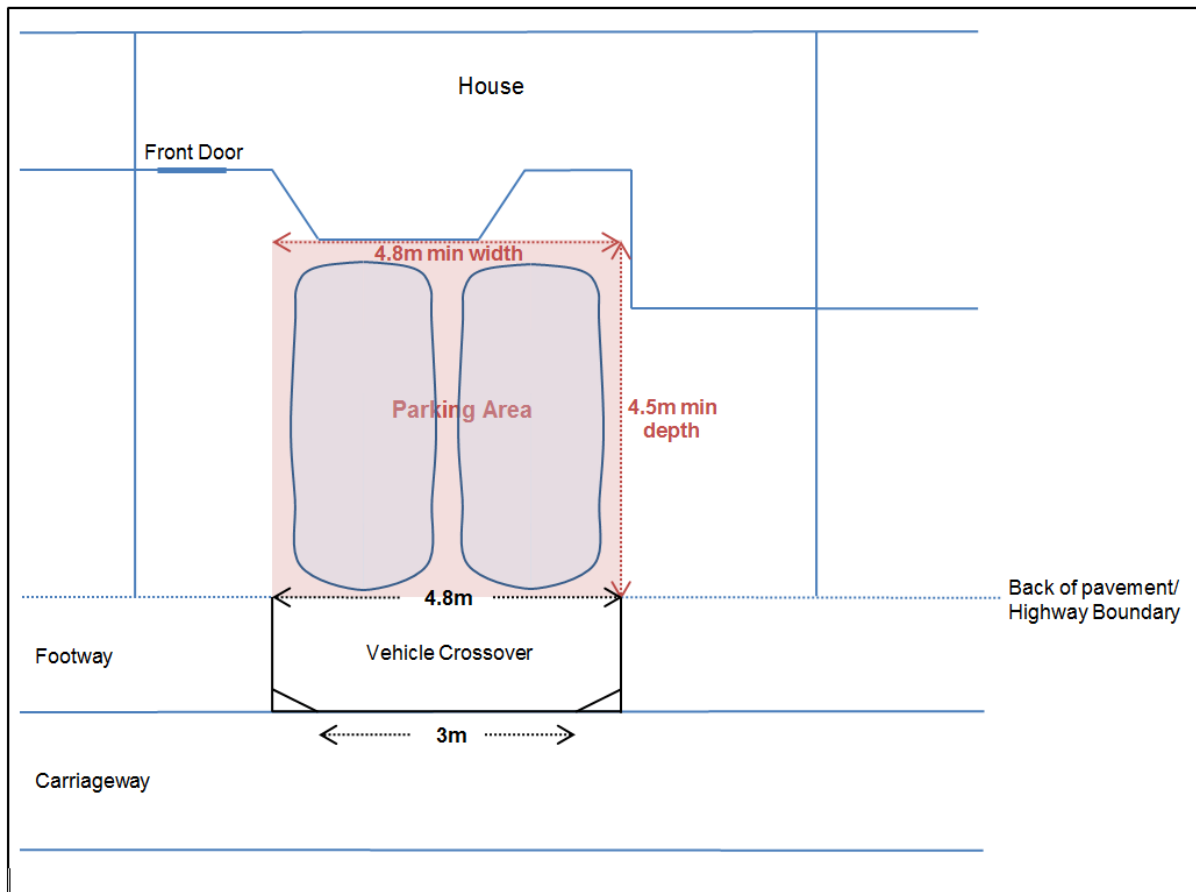 House
Front Door
4.8m min width
Parking Area
4.5m min
depth
4.8m
Back of pavement/
Highway Boundary
Footway
Vehicle Crossover
3m
Carriageway